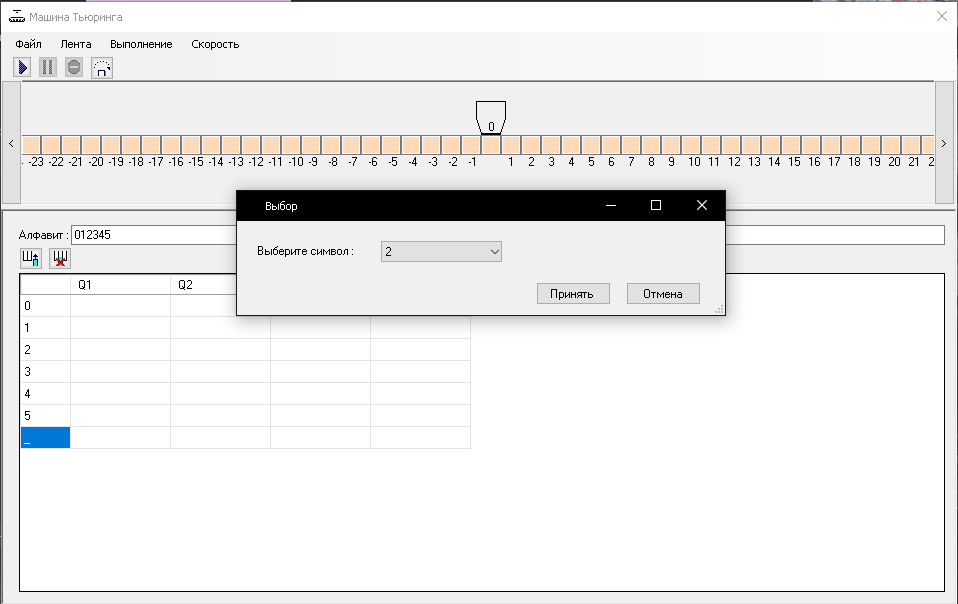 Машина Тьюринга
Файл Лента Выполнение Скорость
0
-23 -22 -21 -20 -19 -18 -17 -16 -15 -14 -13 -12 -11 -10 -9 -8 -7 -6 -5 -4 -3 -2 -1 1 2 3 4 5 6 7 8 9 10 11 12 13 14 15 16 17 18 19 20 21 2
Выбор
Алфавит : 012345
Выберите символ : 2
Принять Отмена
Q1 Q2
0
1
2
3
4
5
_